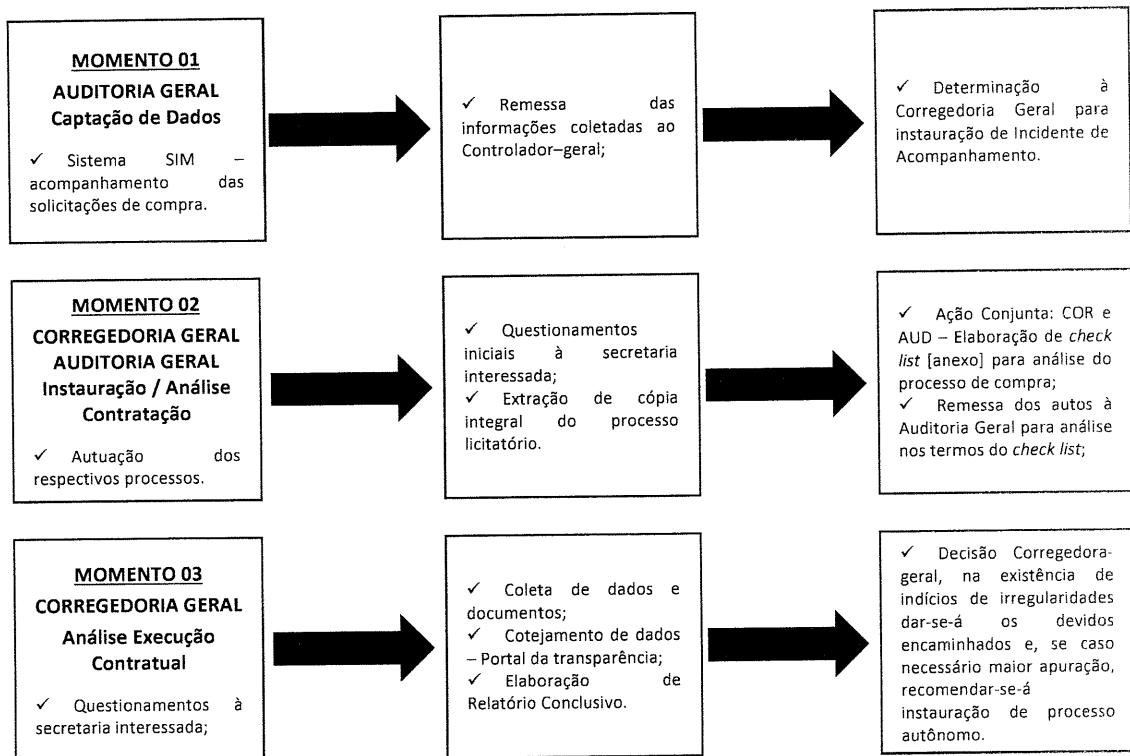 MOMENTO 01
AUDITORIA GERAL
Captação de Dados
✓ Sistema SIM –
acompanhamento das
solicitações de compra.
✓ Remessa das
informações coletadas ao
Controlador–geral;
✓ Determinação à
Corregedoria Geral para
instauração de Incidente de
Acompanhamento.
MOMENTO 02
CORREGEDORIA GERAL
AUDITORIA GERAL
Instauração / Análise
Contratação
✓ Autuação dos
respectivos processos.
✓ Questionamentos
iniciais à secretaria
interessada;
✓ Extração de cópia
integral do processo
licitatório.
✓ Ação Conjunta: COR e
AUD – Elaboração de check
list [anexo] para análise do
processo de compra;
✓ Remessa dos autos à
Auditoria Geral para análise
nos termos do check list;
MOMENTO 03
CORREGEDORIA GERAL
Análise Execução
Contratual
✓ Questionamentos à
secretaria interessada;
✓ Coleta de dados e
documentos;
✓ Cotejamento de dados
– Portal da transparência;
✓ Elaboração de
Relatório Conclusivo.
✓ Decisão Corregedora-
geral, na existência de
indícios de irregularidades
dar-se-á os devidos
encaminhados e, se caso
necessário maior apuração,
recomendar-se-á
instauração de processo
autônomo.